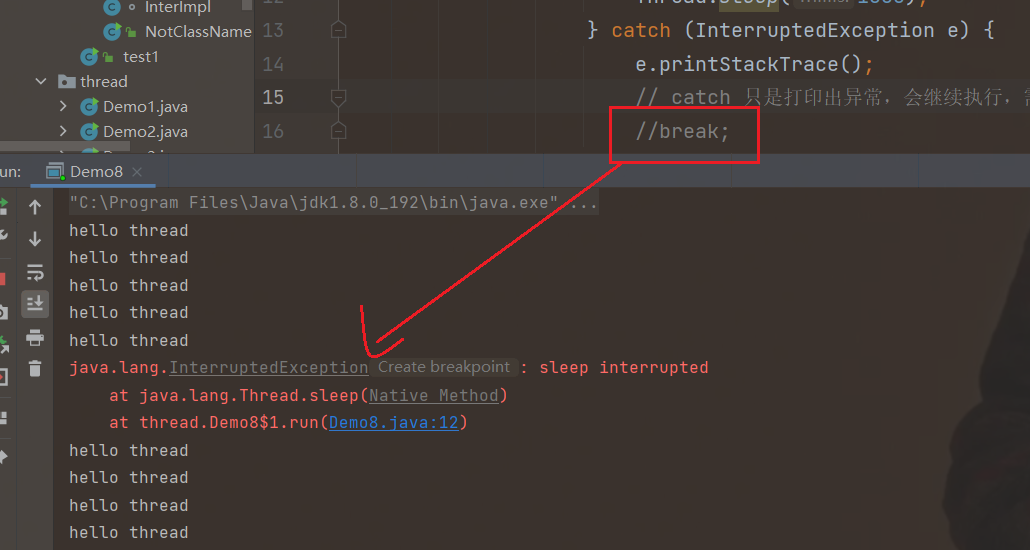 InterImpl
NotClassName
test1
thread
Demo1.java
Demo2.java
13
} catch (InterruptedException e) {
14
e.printStackTrace();
15
// catch 只是打印出异常，会继续执行，
16
//break;
un:
Demo8
"C:\Program Files\Java\jdk1.8.0_192\bin\java.exe" ...
hello thread
hello thread
hello thread
hello thread
hello thread
java.lang.InterruptedException Create breakpoint : sleep interrupted
at java.lang.Thread.sleep(Native Method)
at thread.Demo8$1.run(Demo8.java:12)
hello thread
hello thread
hello thread
hello thread